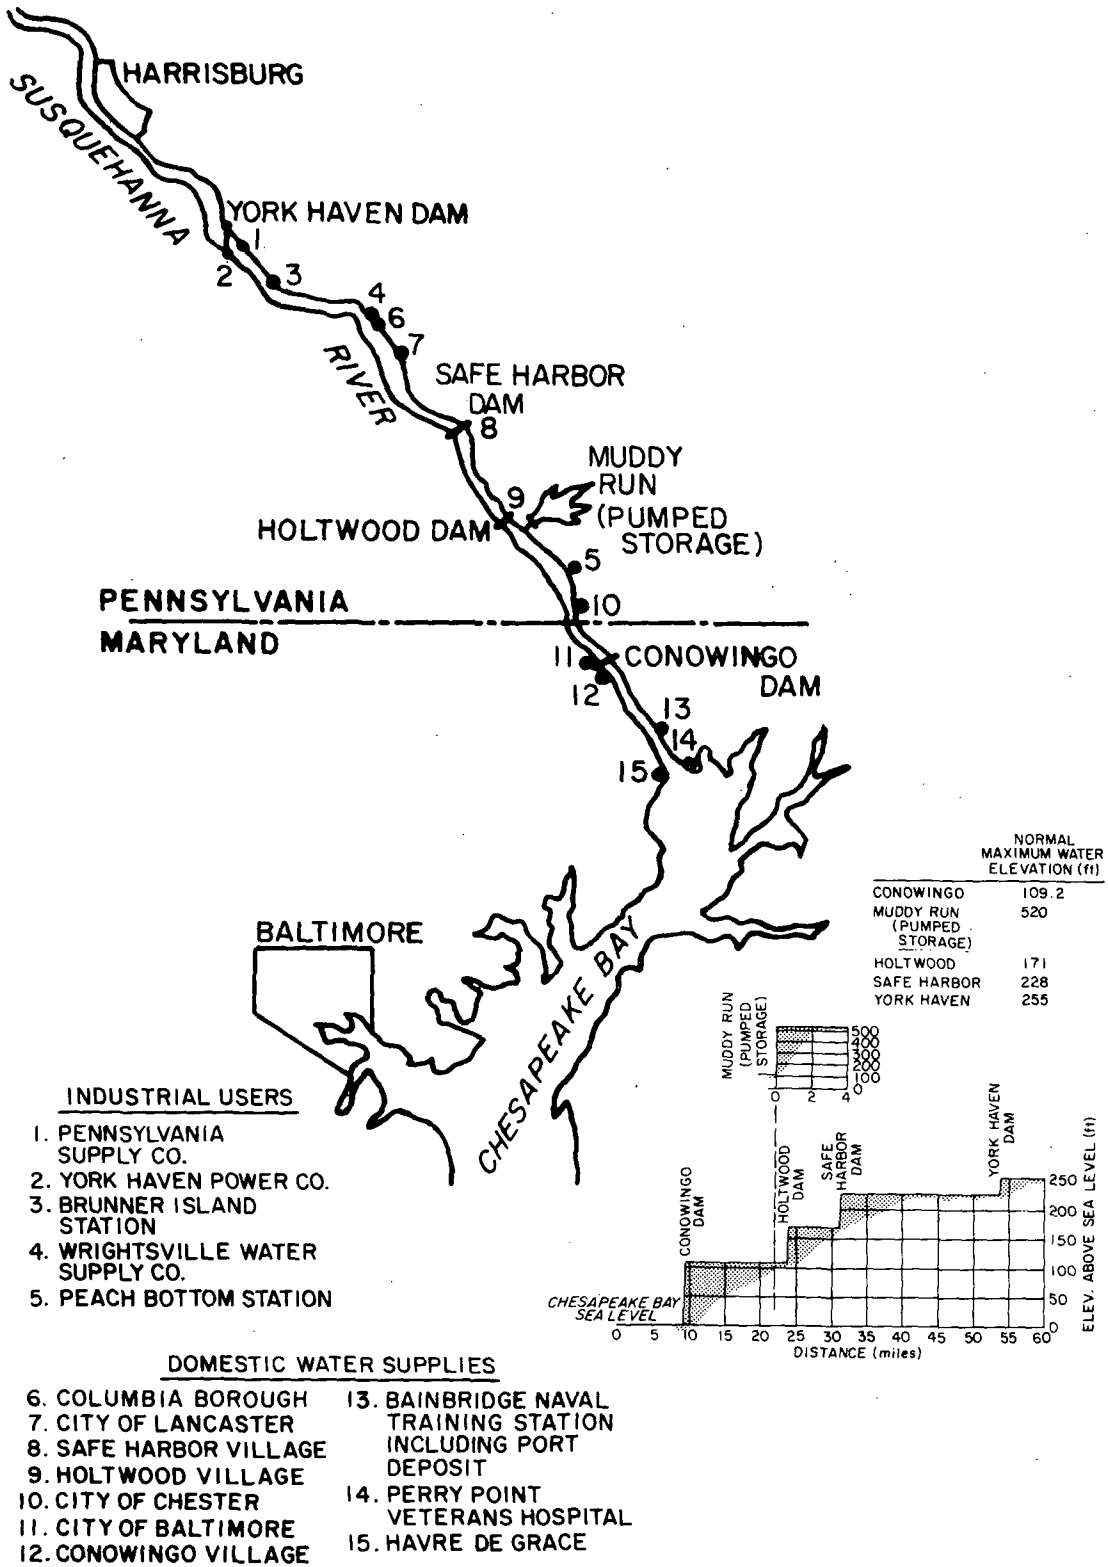 HARRISBURG
SUSQUEHANNA
YORK HAVEN DAM
1
2
3
4
6
7
RIVER
SAFE HARBOR
DAM
8
MUDDY
RUN
(PUMPED
STORAGE)
9
HOLTWOOD DAM
5
PENNSYLVANIA
10
MARYLAND
11
CONOWINGO
DAM
12
13
14
15
NORMAL
MAXIMUM WATER
ELEVATION (ft)
CONOWINGO 109.2
MUDDY RUN 520
(PUMPED
STORAGE)
HOLTWOOD 171
SAFE HARBOR 228
YORK HAVEN 255
BALTIMORE
CHESAPEAKE BAY
MUDDY RUN
(PUMPED
STORAGE)
500
400
300
200
100
0
0 2 4
INDUSTRIAL USERS
1. PENNSYLVANIA
SUPPLY CO.
2. YORK HAVEN POWER CO.
3. BRUNNER ISLAND
STATION
4. WRIGHTSVILLE WATER
SUPPLY CO.
5. PEACH BOTTOM STATION
CONOWINGO
DAM
HOLTWOOD
DAM
SAFE
HARBOR
DAM
YORK HAVEN
DAM
250
200
150
100
50
0
ELEV. ABOVE SEA LEVEL (ft)
CHESAPEAKE BAY
SEA LEVEL
0 5 10 15 20 25 30 35 40 45 50 55 60
DISTANCE (miles)
DOMESTIC WATER SUPPLIES
6. COLUMBIA BOROUGH
7. CITY OF LANCASTER
8. SAFE HARBOR VILLAGE
9. HOLTWOOD VILLAGE
10. CITY OF CHESTER
11. CITY OF BALTIMORE
12. CONOWINGO VILLAGE
13. BAINBRIDGE NAVAL
TRAINING STATION
INCLUDING PORT
DEPOSIT
14. PERRY POINT
VETERANS HOSPITAL
15. HAVRE DE GRACE